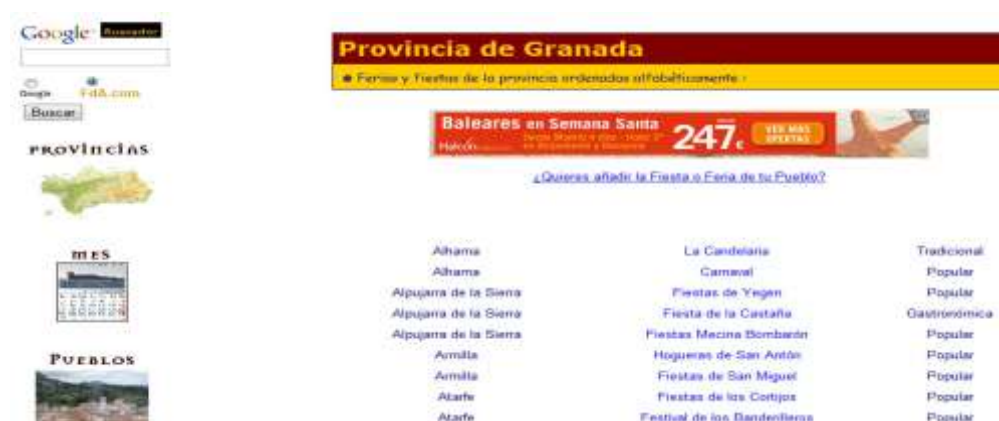 Google Buscador
Google FdA.com
Buscar
PROVINCIAS
MES
PUEBLOS
Provincia de Granada
Ferias y Fiestas de la provincia ordenadas alfabéticamente
Baleares en Semana Santa
247€ VER MAS OFERTAS
Halcón
¿Quieres añadir la Fiesta o Feria de tu Pueblo?
Alhama La Candelaria Tradicional
Alhama Carnaval Popular
Alpujarra de la Sierra Fiestas de Yegen Popular
Alpujarra de la Sierra Fiesta de la Castaña Gastronómica
Alpujarra de la Sierra Fiestas Mecina Bombarón Popular
Armilla Hogueras de San Antón Popular
Armilla Fiestas de San Miguel Popular
Atarfe Fiestas de los Cortijos Popular
Atarfe Festival de los Banderilleros Popular